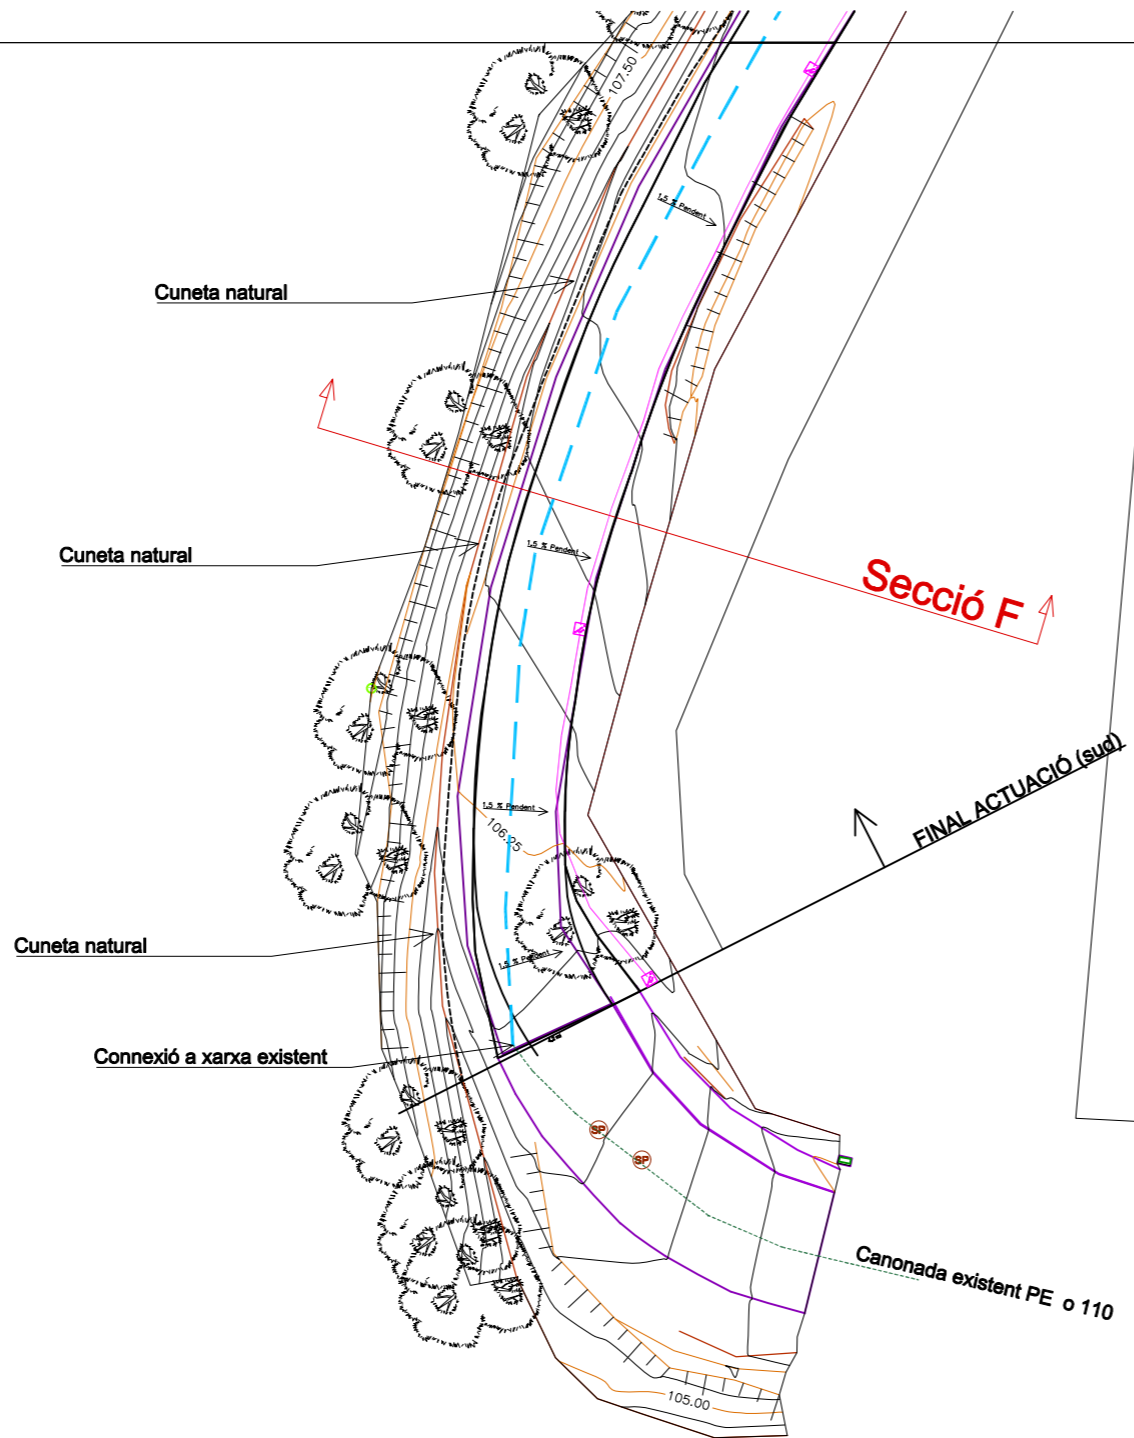 107.50
1.5 % Pendent
Cuneta natural
Cuneta natural
1.5 % Pendent
Secció F
FINAL ACTUACIÓ (sud)
1.5 % Pendent
106.25
Cuneta natural
1.5 % Pendent
Connexió a xarxa existent
SP
SP
Canonada existent PE o 110
105.00